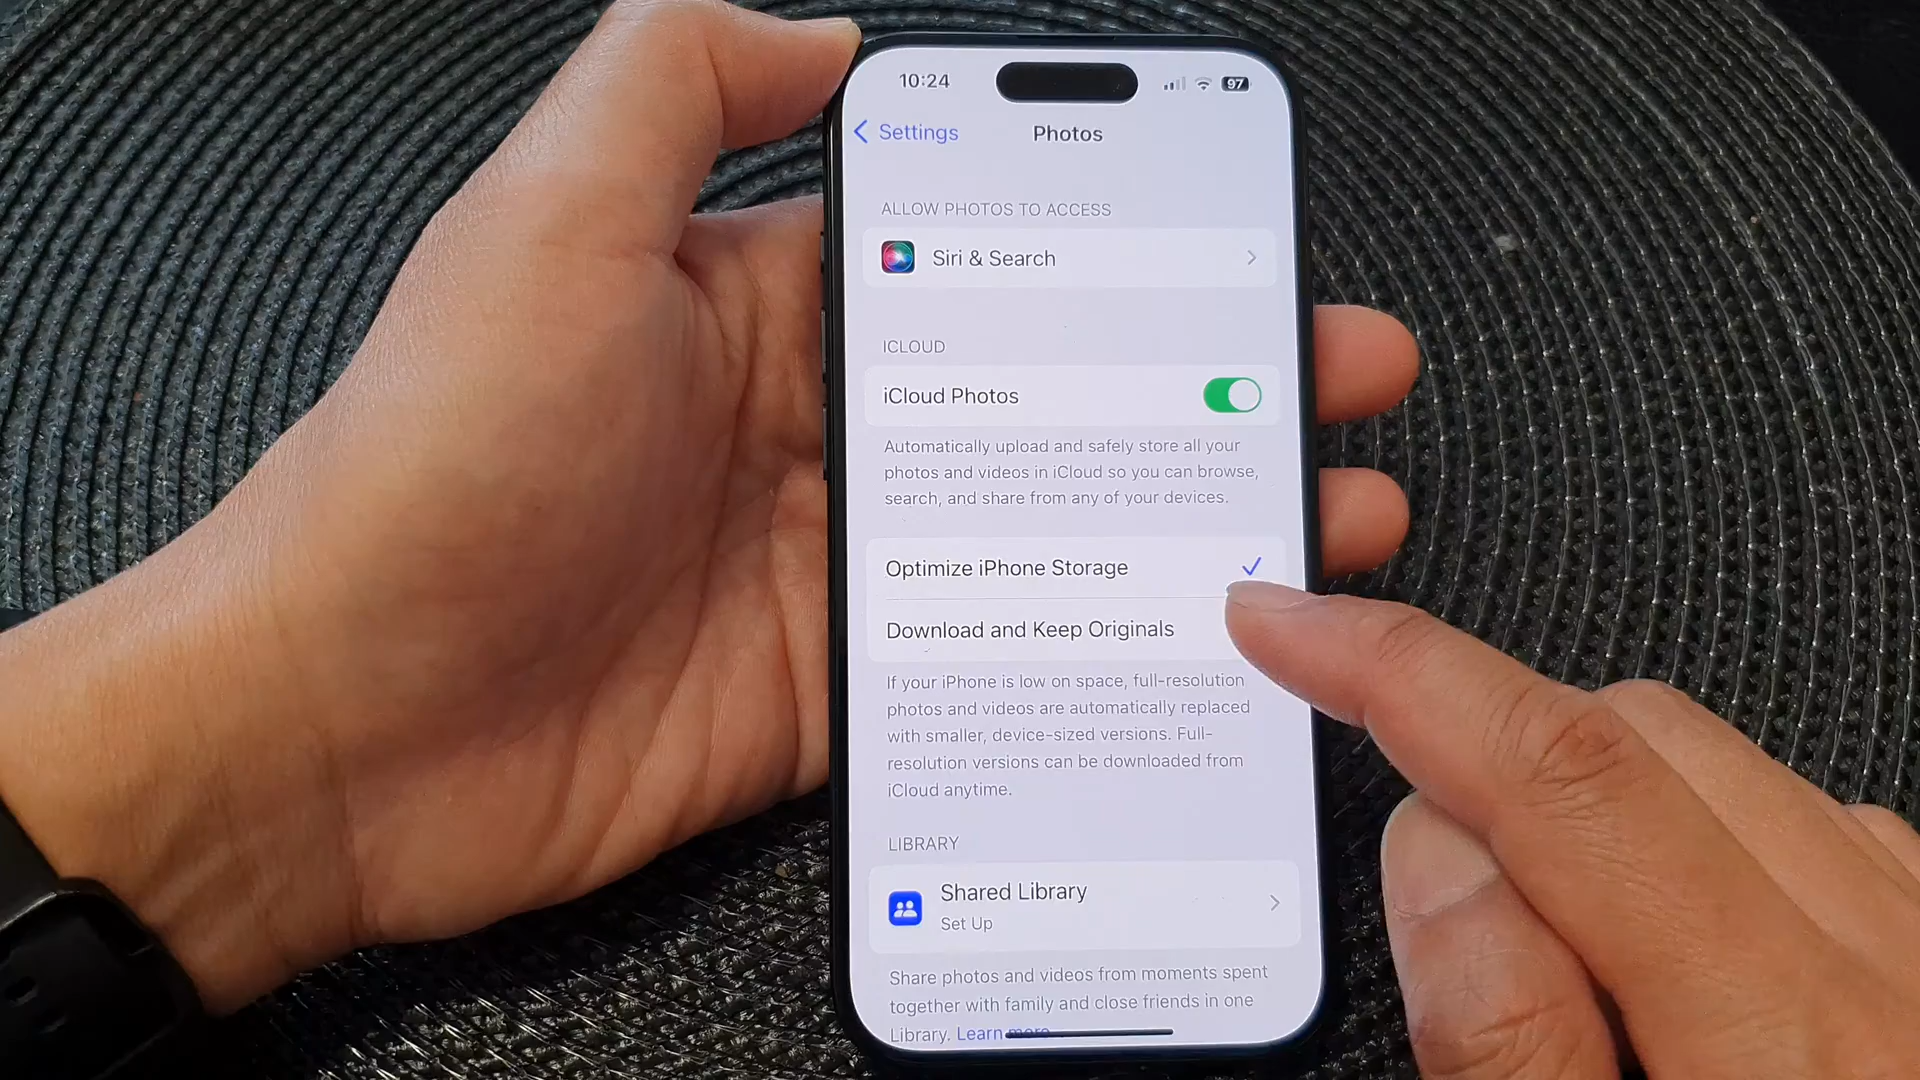 10:24
97
Settings
Photos
ALLOW PHOTOS TO ACCESS
Siri & Search
ICLOUD
iCloud Photos
Automatically upload and safely store all your
photos and videos in iCloud so you can browse,
search, and share from any of your devices.
Optimize iPhone Storage
Download and Keep Originals
If your iPhone is low on space, full-resolution
photos and videos are automatically replaced
with smaller, device-sized versions. Full-
resolution versions can be downloaded from
iCloud anytime.
LIBRARY
Shared Library
Set Up
Share photos and videos from moments spent
together with family and close friends in one
Library. Learn more